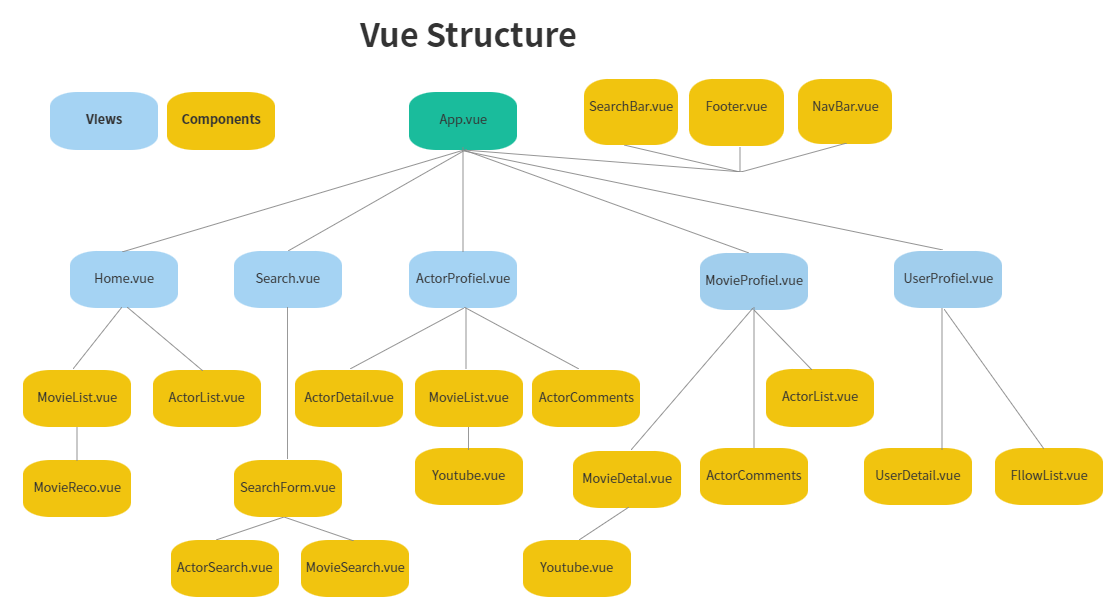 Vue Structure
Views
Components
App.vue
SearchBar.vue
Footer.vue
NavBar.vue
Home.vue
Search.vue
ActorProfiel.vue
MovieProfiel.vue
UserProfiel.vue
MovieList.vue
ActorList.vue
ActorDetail.vue
MovieList.vue
ActorComments
ActorList.vue
MovieReco.vue
SearchForm.vue
Youtube.vue
MovieDetal.vue
ActorComments
UserDetail.vue
FllowList.vue
ActorSearch.vue
MovieSearch.vue
Youtube.vue